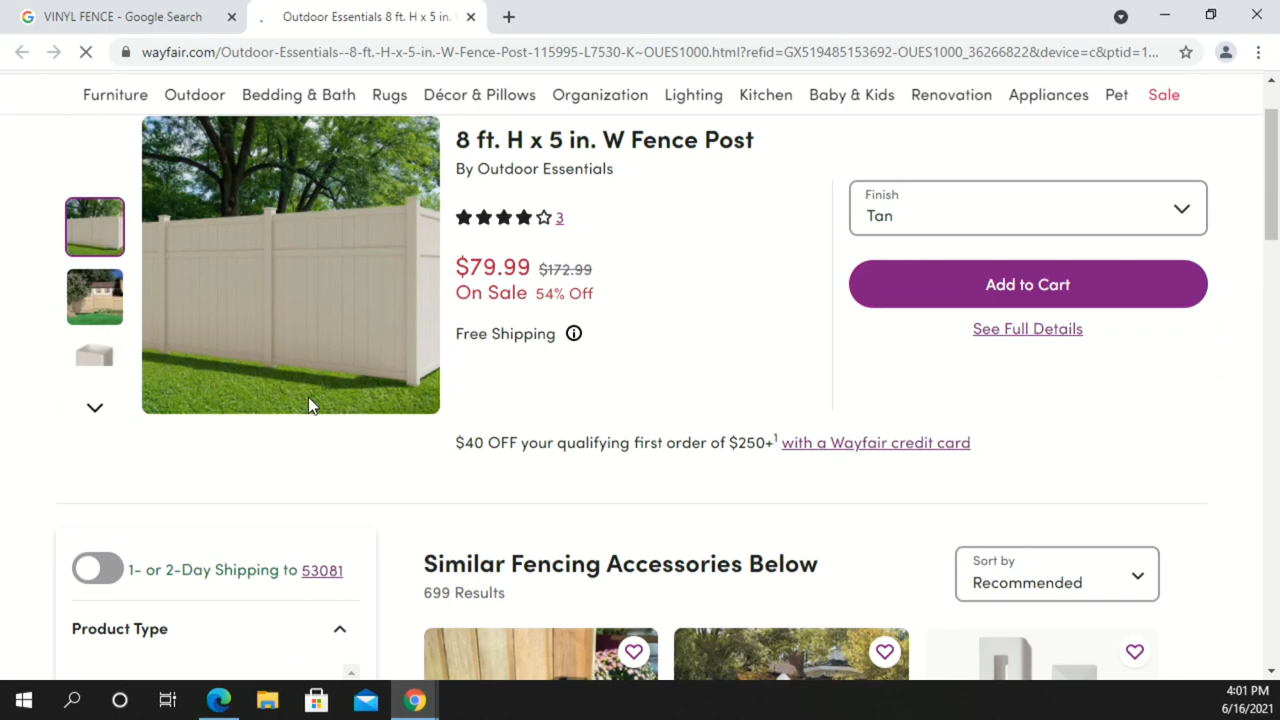 VINYL FENCE - Google Search
Outdoor Essentials 8 ft. H x 5 in.
wayfair.com/Outdoor-Essentials--8-ft.-H-x-5-in.-W-Fence-Post-115995-L7530-K~OUES1000.html?refid=GX519485153692-OUES1000_36266822&device=c&ptid=1...
Furniture Outdoor Bedding & Bath Rugs Décor & Pillows Organization Lighting Kitchen Baby & Kids Renovation Appliances Pet Sale
8 ft. H x 5 in. W Fence Post
By Outdoor Essentials
3
$79.99 $172.99
On Sale 54% Off
Free Shipping
Finish
Tan
Add to Cart
See Full Details
$40 OFF your qualifying first order of $250+1 with a Wayfair credit card
1- or 2-Day Shipping to 53081
Product Type
Similar Fencing Accessories Below
699 Results
Sort by
Recommended
4:01 PM
6/16/2021